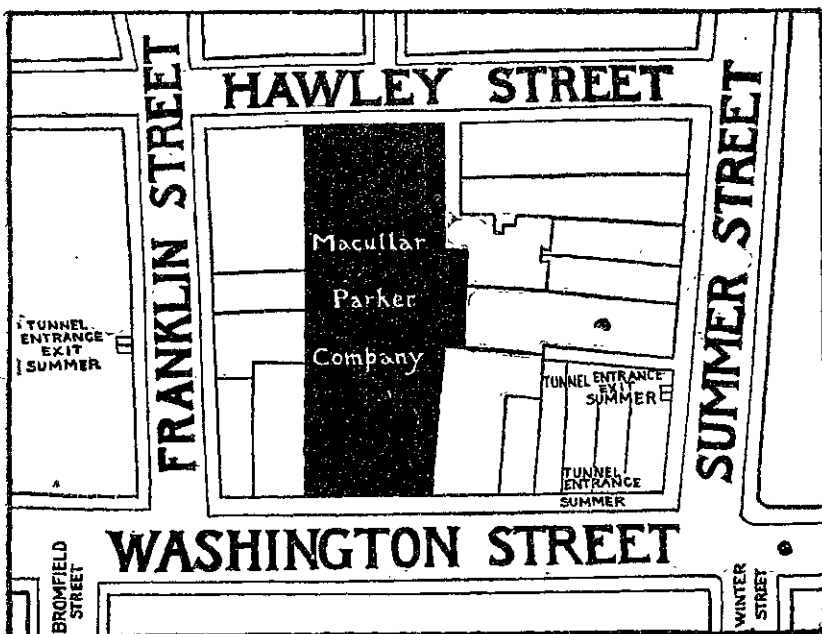 HAWLEY STREET
FRANKLIN STREET
SUMMER STREET
Macullar
Parker
Company
TUNNEL
ENTRANCE
EXIT
SUMMER
TUNNEL ENTRANCE
EXIT
SUMMER
TUNNEL
ENTRANCE
SUMMER
WASHINGTON STREET
BROMFIELD
STREET
WINTER
STREET